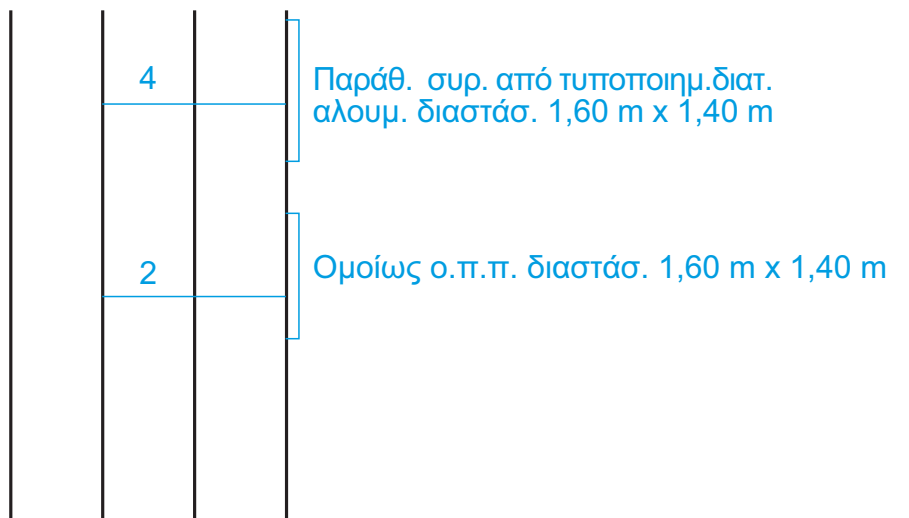 4
Παράθ. συρ. από τυποποιημ.διατ.
αλουμ. διαστάσ. 1,60 m x 1,40 m
2
Ομοίως ο.π.π. διαστάσ. 1,60 m x 1,40 m